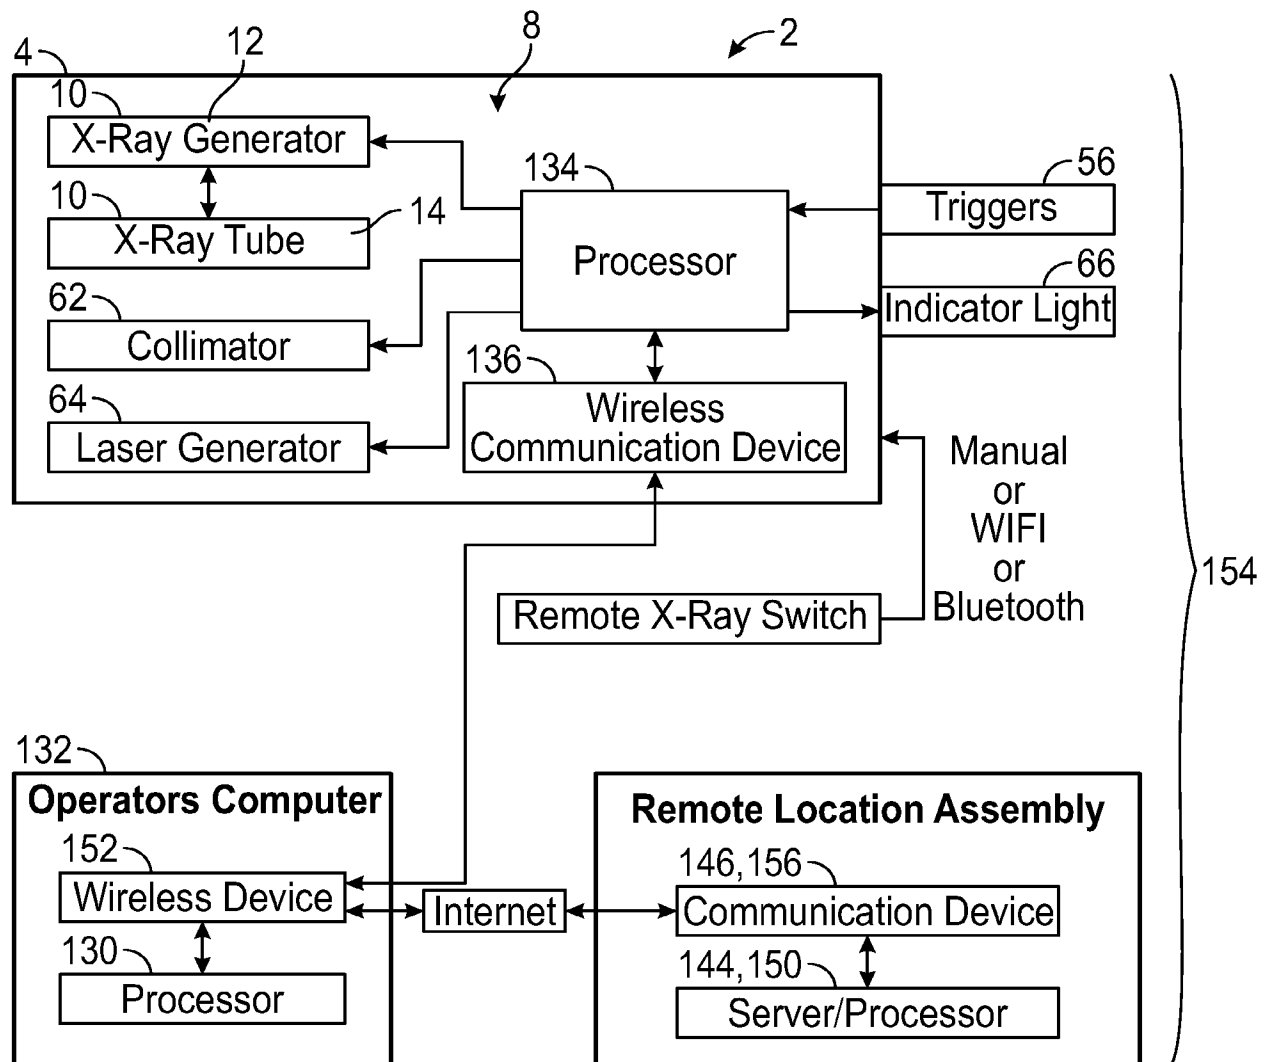 2
8
12
4
10
X-Ray Generator
134
56
10
Triggers
14
X-Ray Tube
Processor
66
62
Indicator Light
Collimator
136
64
Wireless
Communication Device
Laser Generator
Manual
or
WIFI
or
Bluetooth
154
Remote X-Ray Switch
132
Operators Computer
Remote Location Assembly
152
146,156
Wireless Device
Internet
Communication Device
130
144,150
Processor
Server/Processor